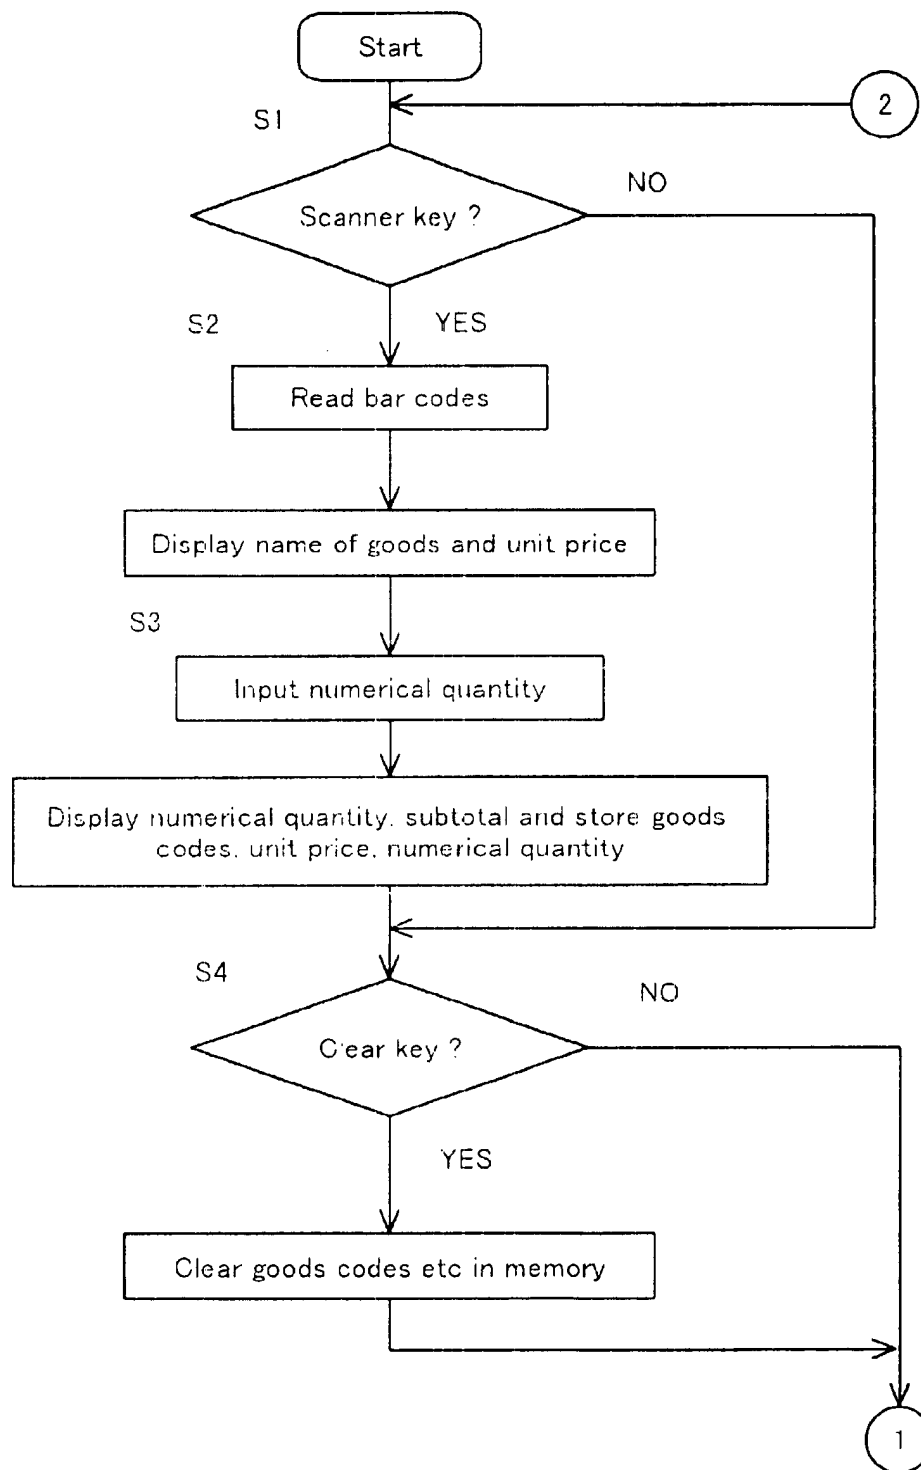 Start
2
S1
NO
Scanner key ?
S2
YES
Read bar codes
Display name of goods and unit price
S3
Input numerical quantity
Display numerical quantity, subtotal and store goods
codes, unit price, numerical quantity
S4
NO
Clear key ?
YES
Clear goods codes etc in memory
1